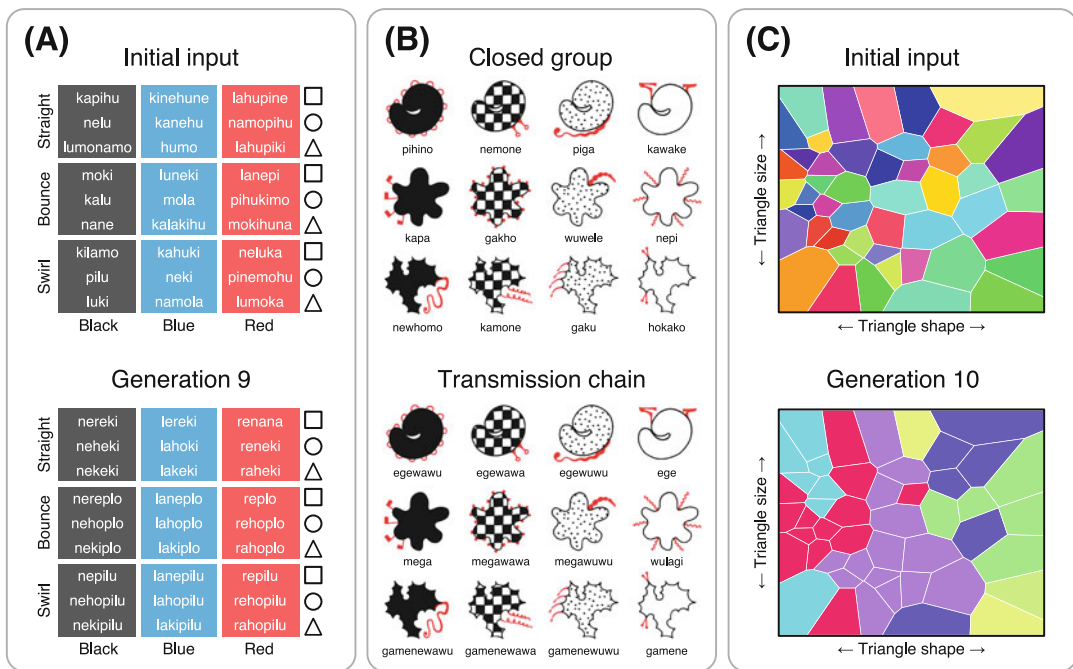 (A)
Initial input
Straight
kapihu kinehune lahupine
nelu kanehu namopihu
lumonamo humo lahupiki
Bounce
moki luneki lanepi
kalu mola pihukimo
nane kalakihu mokihuna
Swirl
kilamo kahuki neluka
pilu neki pinemohu
luki namola lumoka
Black Blue Red
Generation 9
Straight
nereki lereki renana
neheki lahoki reneki
nekeki lakeki raheki
Bounce
nereplo laneplo replo
nehoplo lahoplo rehoplo
nekiplo lakiplo rahoplo
Swirl
nepilu lanepilu repilu
nehopilu lahopilu rehopilu
nekipilu lakipilu rahopilu
Black Blue Red
(B)
Closed group
pihino nemone piga kawake
kapa gakho wuwele nepi
newhomo kamone gaku hokako
Transmission chain
egewawu egewawa egewuwu ege
mega megawawa megawuwu wulagi
gamenewawu gamenewawa gamenewuwu gamene
(C)
Initial input
← Triangle size →
← Triangle shape →
Generation 10
← Triangle size →
← Triangle shape →